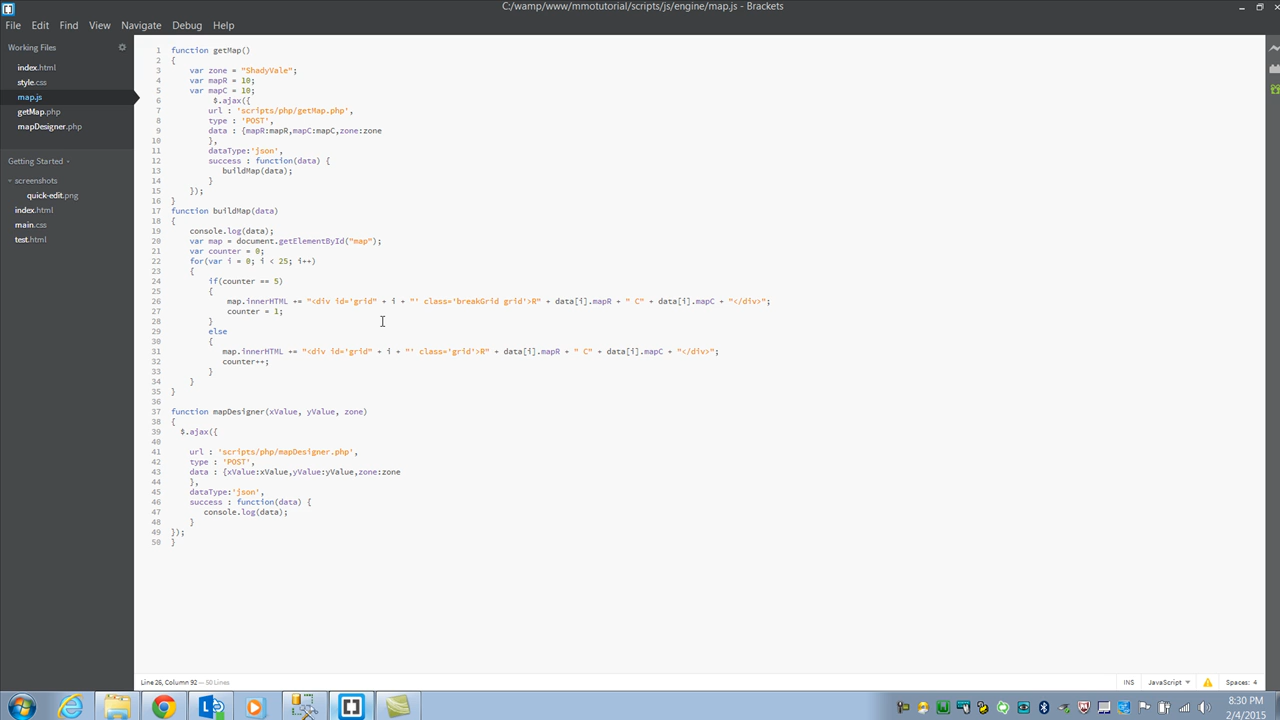 C:/wamp/www/mmotutorial/scripts/js/engine/map.js - Brackets
File Edit Find View Navigate Debug Help
Working Files
index.html
style.css
map.js
getMap.php
mapDesigner.php
Getting Started
screenshots
quick-edit.png
index.html
main.css
test.html
1 function getMap()
2 {
3 var zone = "ShadyVale";
4 var mapR = 10;
5 var mapC = 10;
6 $.ajax({
7 url : 'scripts/php/getMap.php',
8 type : 'POST',
9 data : {mapR:mapR,mapC:mapC,zone:zone
10 },
11 dataType:'json',
12 success : function(data) {
13 buildMap(data);
14 }
15 });
16 }
17 function buildMap(data)
18 {
19 console.log(data);
20 var map = document.getElementById("map");
21 var counter = 0;
22 for(var i = 0; i < 25; i++)
23 {
24 if(counter == 5)
25 {
26 map.innerHTML += "<div id='grid" + i + "' class='breakGrid grid'>R" + data[i].mapR + " C" + data[i].mapC + "</div>";
27 counter = 1;
28 }
29 else
30 {
31 map.innerHTML += "<div id='grid" + i + "' class='grid'>R" + data[i].mapR + " C" + data[i].mapC + "</div>";
32 counter++;
33 }
34 }
35 }
36
37 function mapDesigner(xValue, yValue, zone)
38 {
39 $.ajax({
40
41 url : 'scripts/php/mapDesigner.php',
42 type : 'POST',
43 data : {xValue:xValue,yValue:yValue,zone:zone
44 },
45 dataType:'json',
46 success : function(data) {
47 console.log(data);
48 }
49 });
50 }
Line 26, Column 92 — 50 Lines
INS JavaScript Spaces: 4
8:30 PM
2/4/2015